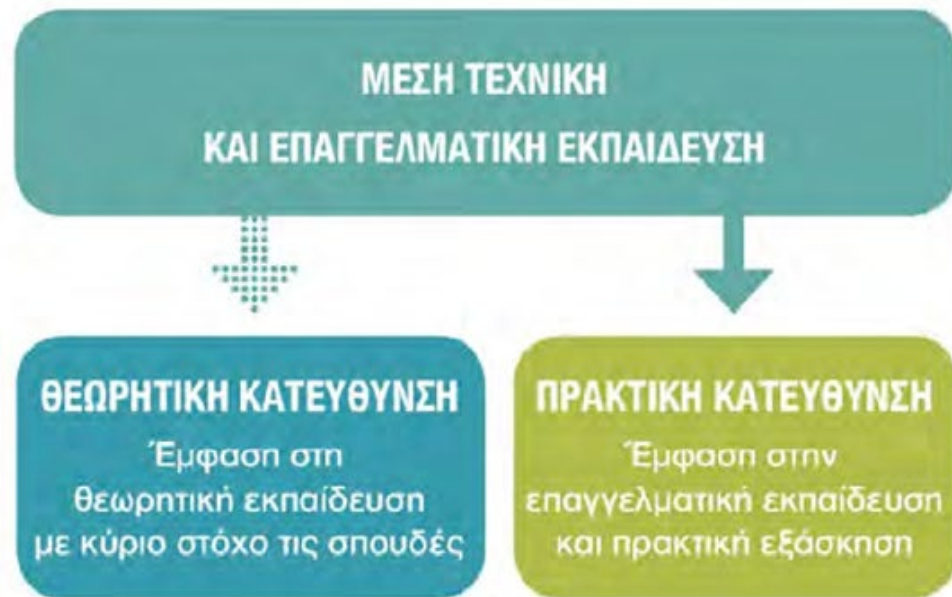 ΜΕΣΗ ΤΕΧΝΙΚΗ
ΚΑΙ ΕΠΑΓΓΕΛΜΑΤΙΚΗ ΕΚΠΑΙΔΕΥΣΗ
ΘΕΩΡΗΤΙΚΗ ΚΑΤΕΥΘΥΝΣΗ
Έμφαση στη
θεωρητική εκπαίδευση
με κύριο στόχο τις σπουδές
ΠΡΑΚΤΙΚΗ ΚΑΤΕΥΘΥΝΣΗ
Έμφαση στην
επαγγελματική εκπαίδευση
και πρακτική εξάσκηση